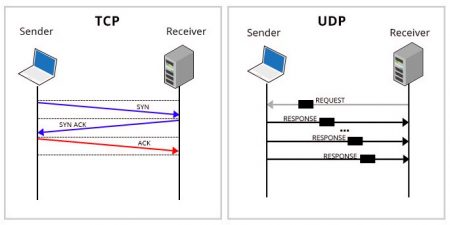 TCP
Sender
Receiver
SYN
SYN ACK
ACK
UDP
Sender
Receiver
REQUEST
RESPONSE
...
RESPONSE
RESPONSE